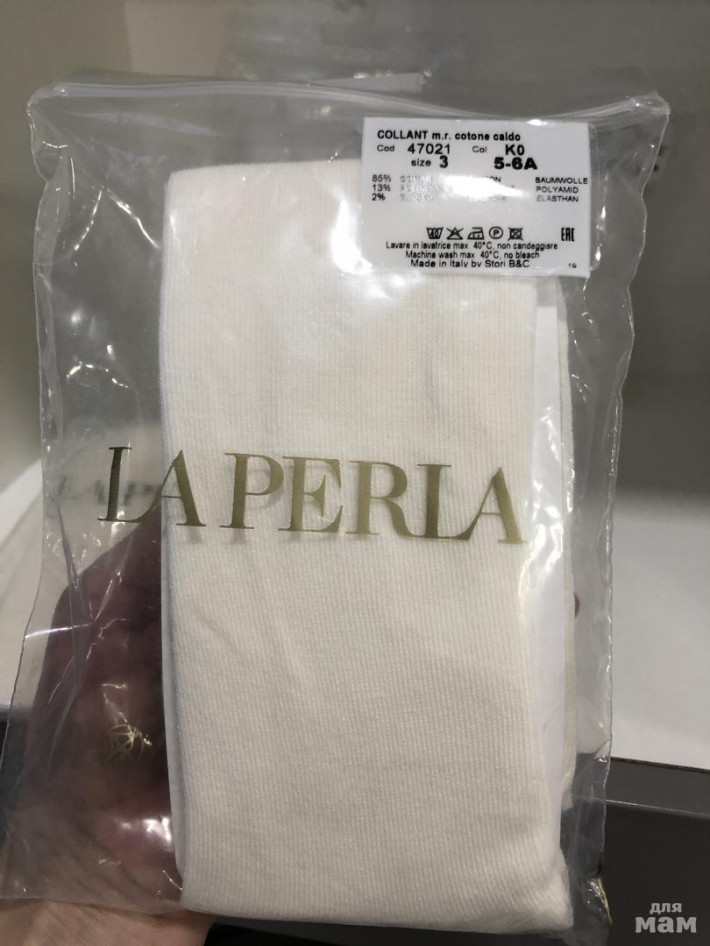 COLLANT m.r. cotone caldo
Cod 47021 Col K0
size 3 5-6A
85% BAUMWOLLE
13% POLYAMID
2% ELASTHAN
Lavare in lavatrice max 40°C, non candeggiare
Machine wash max 40°C, no bleach
Made in Italy by Stori B&C
EAC
LA PERLA
для
мам